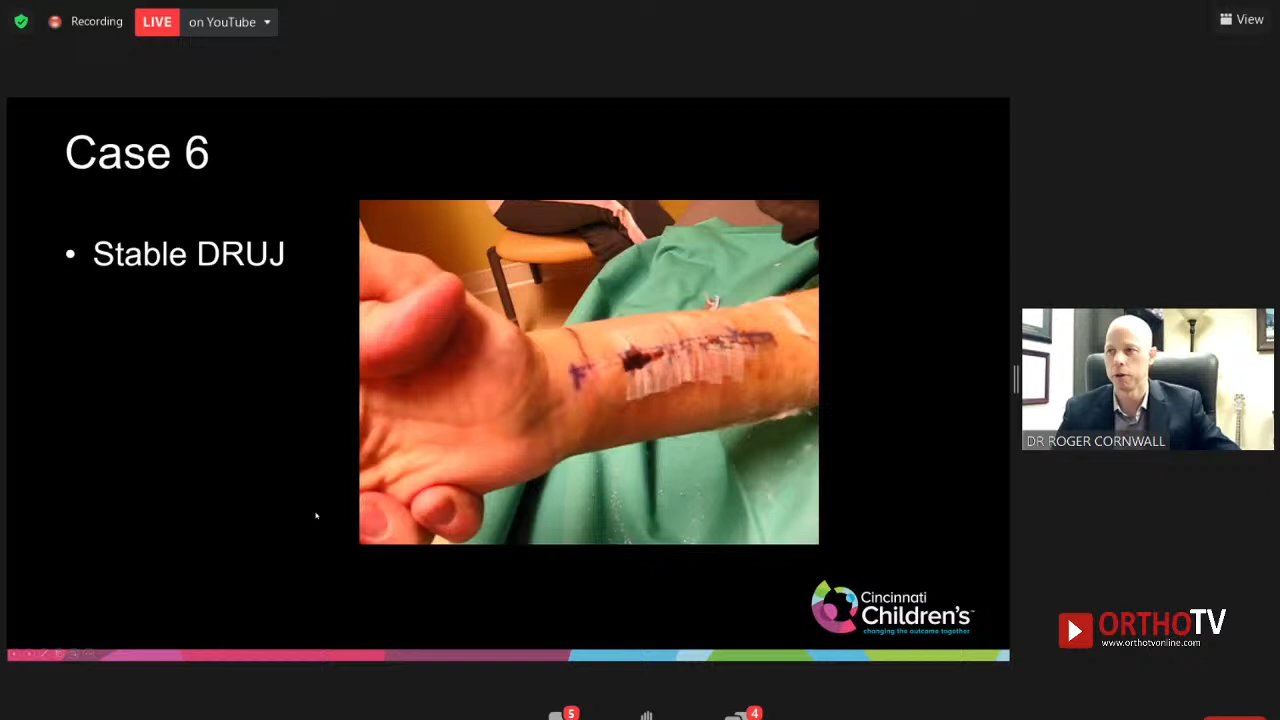 Recording
LIVE
on YouTube
View
Case 6
• Stable DRUJ
DR ROGER CORNWALL
Cincinnati
Children's™
changing the outcome together
ORTHOTV
www.orthotvonline.com
5
4